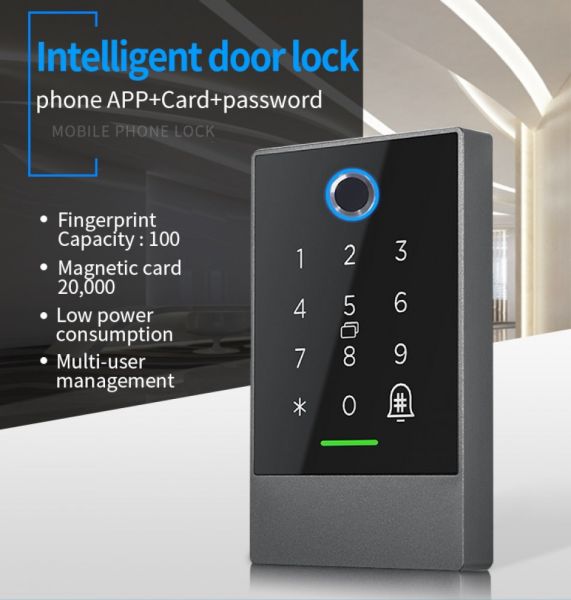 Intelligent door lock
phone APP+Card+password
MOBILE PHONE LOCK
• Fingerprint
Capacity : 100
• Magnetic card
20,000
• Low power
consumption
• Multi-user
management
1 2 3
4 5 6
7 8 9
* 0 #